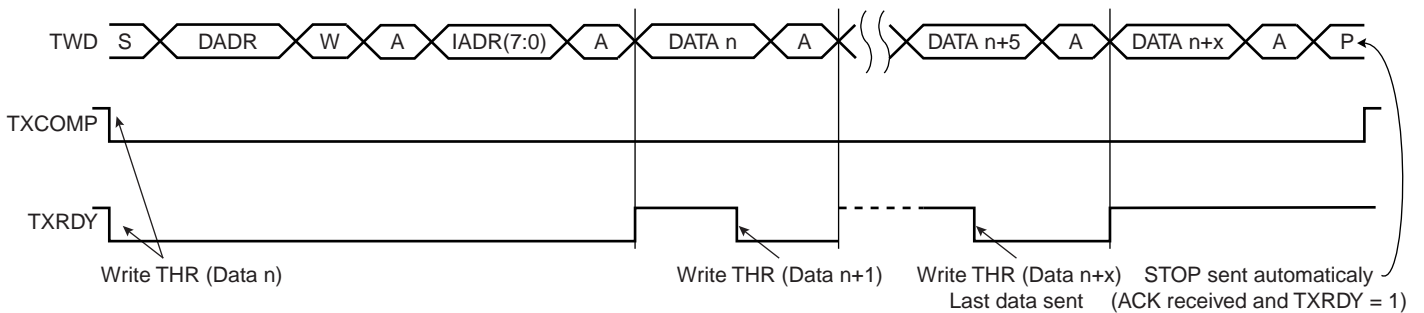 TWD S DADR W A IADR(7:0) A DATA n A DATA n+5 A DATA n+x A P
TXCOMP
TXRDY
Write THR (Data n) Write THR (Data n+1) Write THR (Data n+x) STOP sent automaticaly
Last data sent (ACK received and TXRDY = 1)